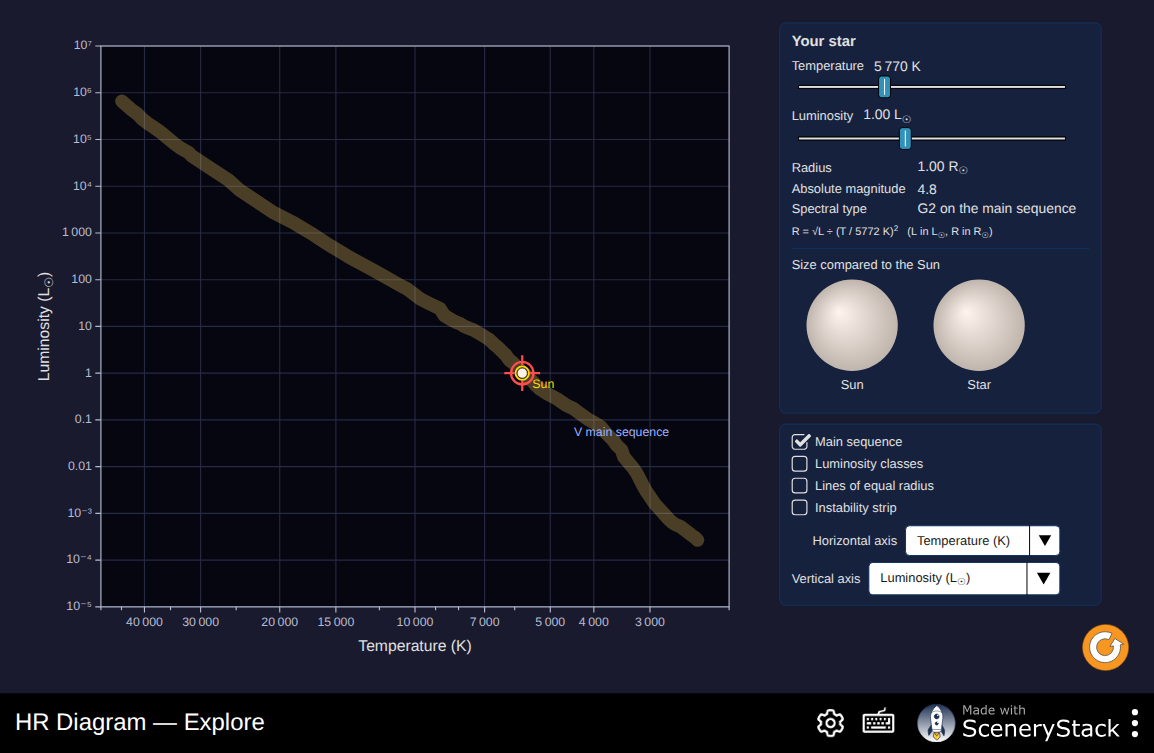 10⁷
10⁶
10⁵
10⁴
1 000
100
10
1
0.1
0.01
10⁻³
10⁻⁴
10⁻⁵
Luminosity (L☉)
40 000
30 000
20 000
15 000
10 000
7 000
5 000
4 000
3 000
Temperature (K)
Sun
V main sequence
Your star
Temperature 5 770 K
Luminosity 1.00 L☉
Radius 1.00 R☉
Absolute magnitude 4.8
Spectral type G2 on the main sequence
R = √L ÷ (T / 5772 K)² (L in L☉, R in R☉)
Size compared to the Sun
Sun Star
Main sequence
Luminosity classes
Lines of equal radius
Instability strip
Horizontal axis Temperature (K)
Vertical axis Luminosity (L☉)
HR Diagram — Explore
Made with
SceneryStack